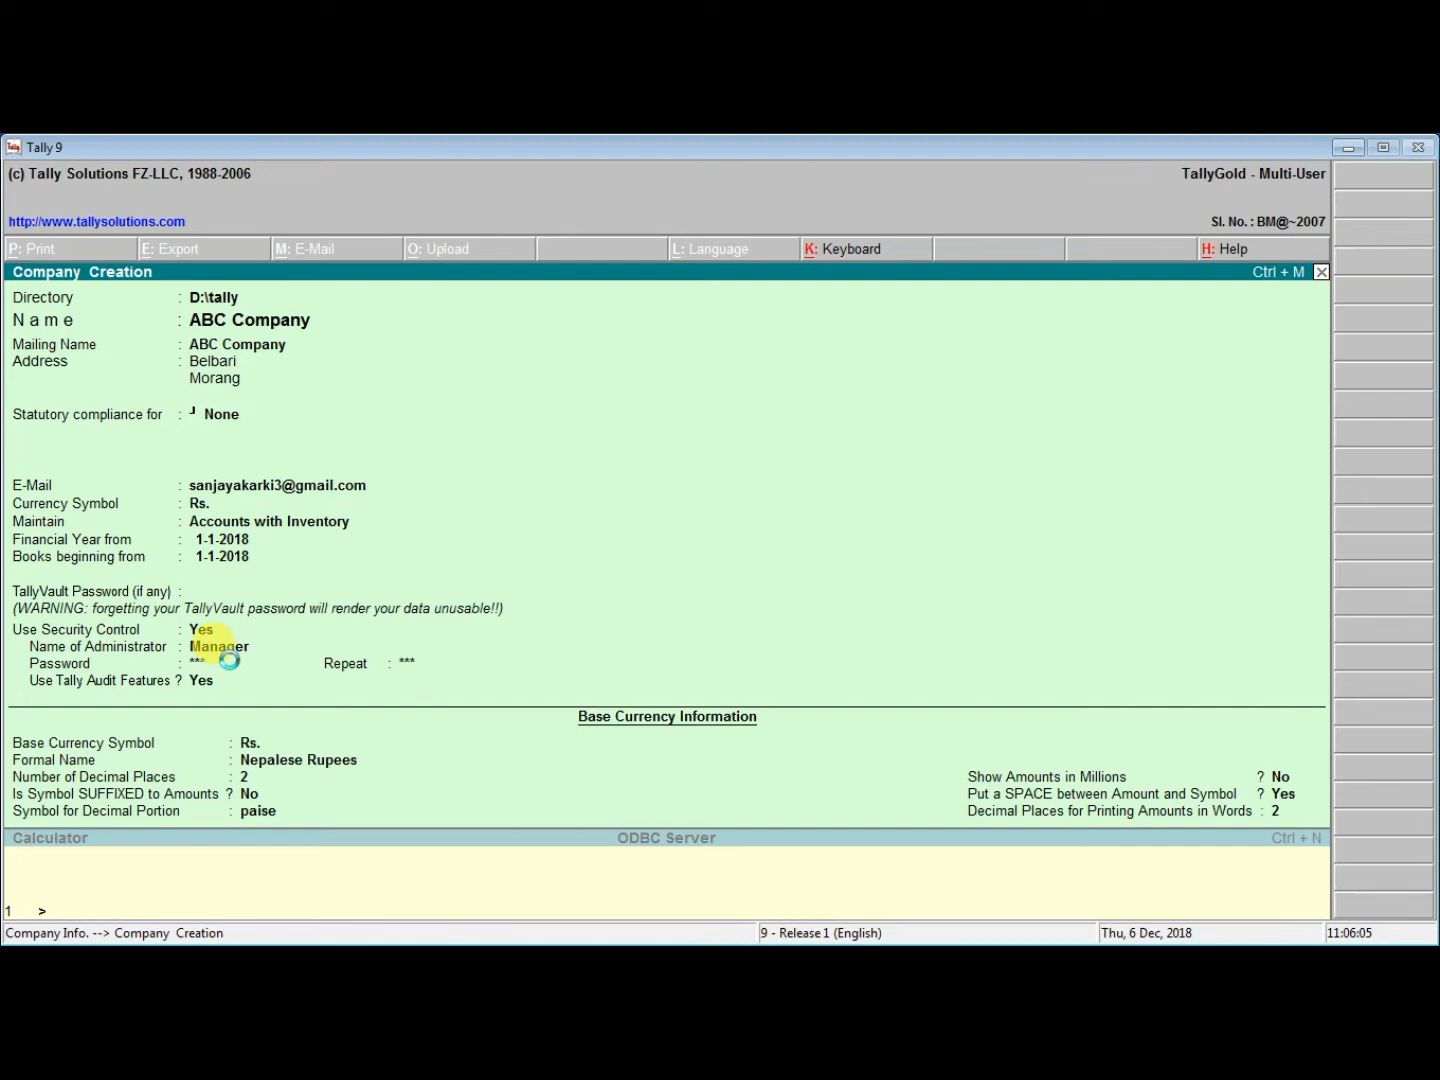 Tally 9
(c) Tally Solutions FZ-LLC, 1988-2006 TallyGold - Multi-User
http://www.tallysolutions.com Sl. No. : BM@~2007
P: Print E: Export M: E-Mail O: Upload L: Language K: Keyboard H: Help
Company Creation Ctrl + M
Directory : D:\tally
Name : ABC Company
Mailing Name : ABC Company
Address : Belbari
Morang
Statutory compliance for : ┘ None
E-Mail : sanjayakarki3@gmail.com
Currency Symbol : Rs.
Maintain : Accounts with Inventory
Financial Year from : 1-1-2018
Books beginning from : 1-1-2018
TallyVault Password (if any) :
(WARNING: forgetting your TallyVault password will render your data unusable!!)
Use Security Control : Yes
Name of Administrator : Manager
Password : *** Repeat : ***
Use Tally Audit Features ? Yes
Base Currency Information
Base Currency Symbol : Rs.
Formal Name : Nepalese Rupees
Number of Decimal Places : 2 Show Amounts in Millions ? No
Is Symbol SUFFIXED to Amounts ? No Put a SPACE between Amount and Symbol ? Yes
Symbol for Decimal Portion : paise Decimal Places for Printing Amounts in Words : 2
Calculator ODBC Server Ctrl + N
1 >
Company Info. --> Company Creation 9 - Release 1 (English) Thu, 6 Dec, 2018 11:06:05